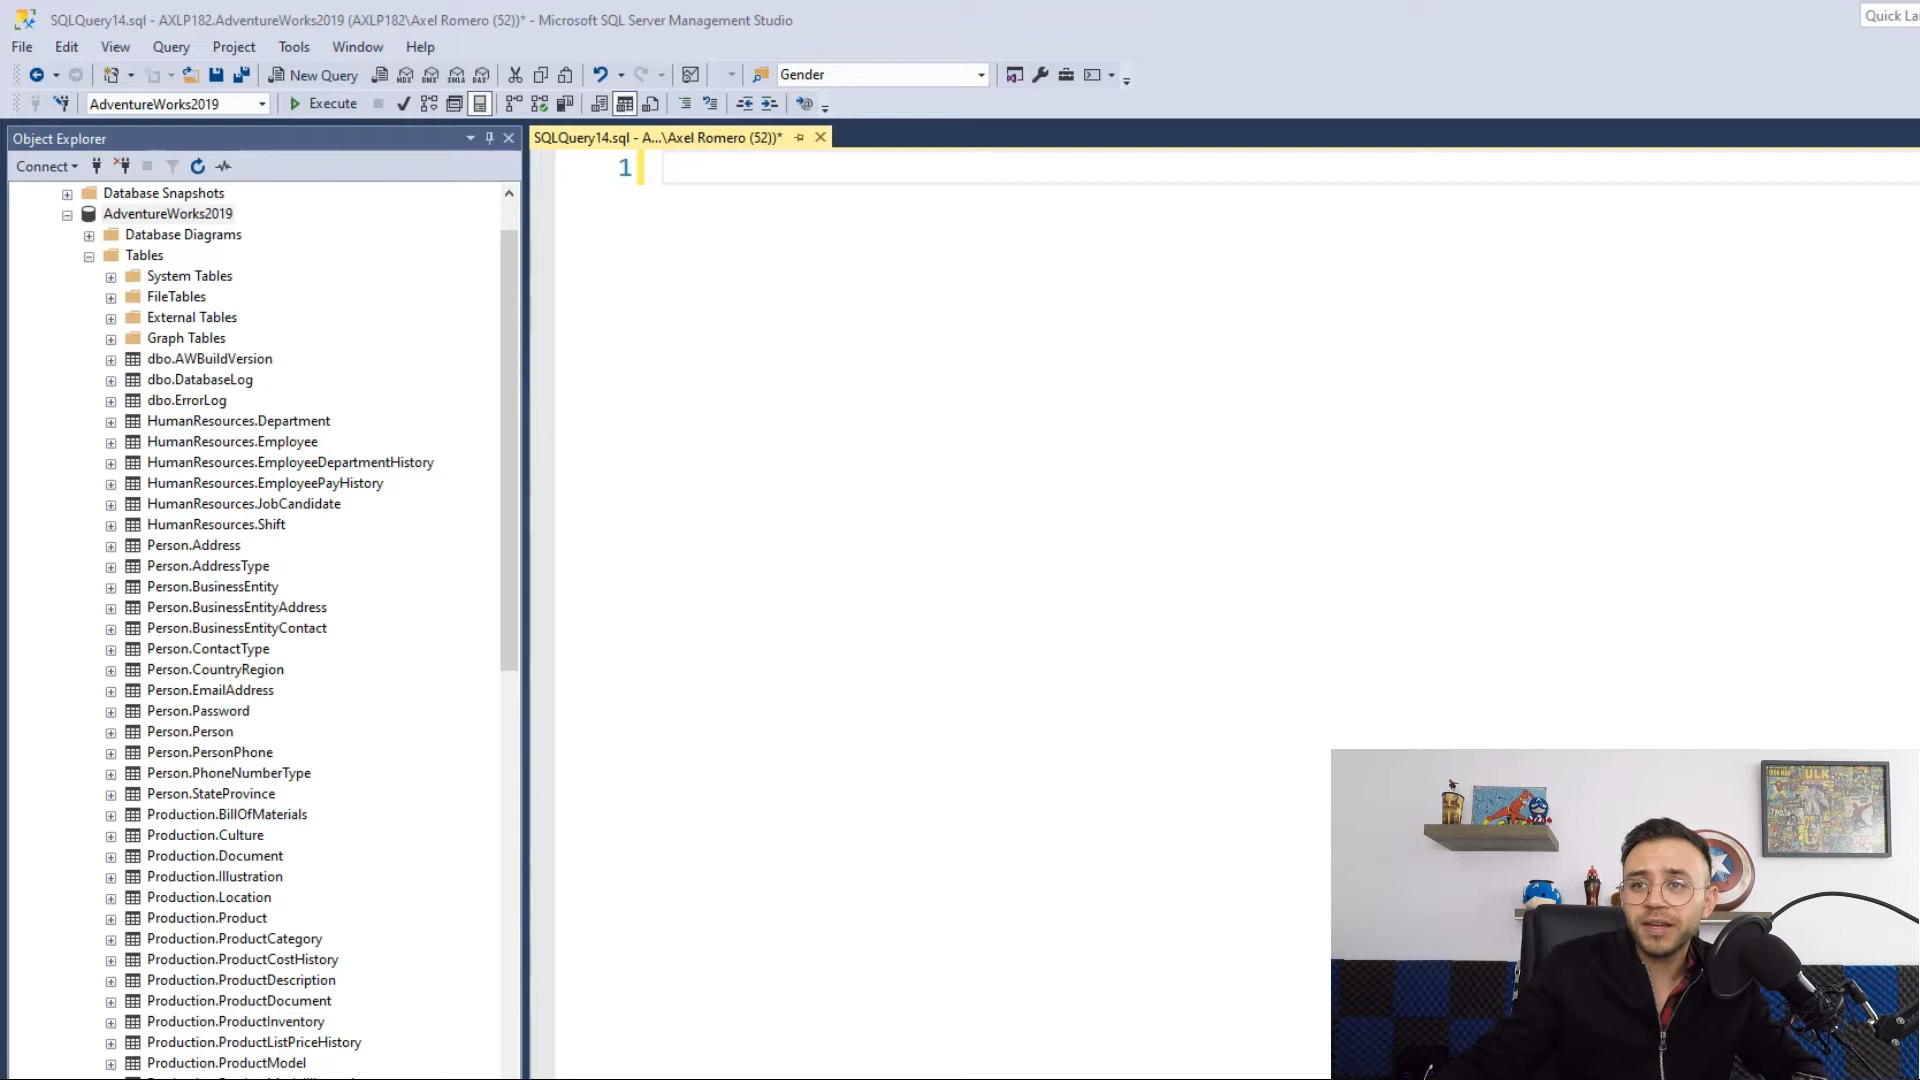 SQLQuery14.sql - AXLP182.AdventureWorks2019 (AXLP182\Axel Romero (52))* - Microsoft SQL Server Management Studio
Quick La
File Edit View Query Project Tools Window Help
New Query
MDX DMX XMLA DAX
Gender
AdventureWorks2019
Execute
Object Explorer
SQLQuery14.sql - A...\Axel Romero (52))*
Connect
1
Database Snapshots
AdventureWorks2019
Database Diagrams
Tables
System Tables
FileTables
External Tables
Graph Tables
dbo.AWBuildVersion
dbo.DatabaseLog
dbo.ErrorLog
HumanResources.Department
HumanResources.Employee
HumanResources.EmployeeDepartmentHistory
HumanResources.EmployeePayHistory
HumanResources.JobCandidate
HumanResources.Shift
Person.Address
Person.AddressType
Person.BusinessEntity
Person.BusinessEntityAddress
Person.BusinessEntityContact
Person.ContactType
Person.CountryRegion
Person.EmailAddress
Person.Password
Person.Person
Person.PersonPhone
Person.PhoneNumberType
Person.StateProvince
Production.BillOfMaterials
Production.Culture
Production.Document
Production.Illustration
Production.Location
Production.Product
Production.ProductCategory
Production.ProductCostHistory
Production.ProductDescription
Production.ProductDocument
Production.ProductInventory
Production.ProductListPriceHistory
Production.ProductModel